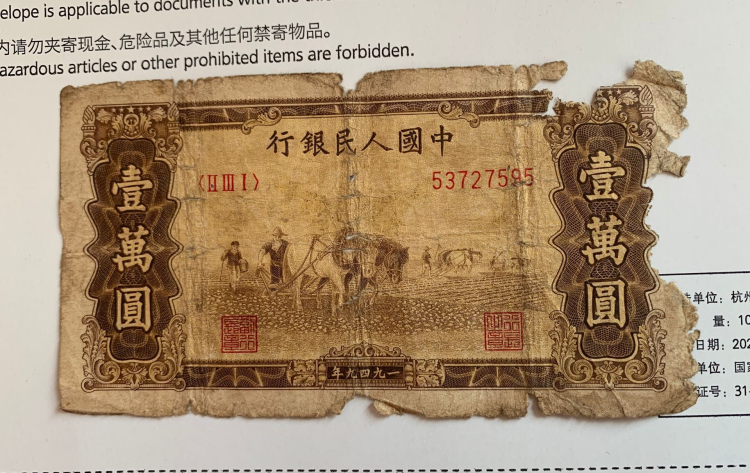 elope is applicable to documents with the
内请勿夹寄现金、危险品及其他任何禁寄物品。
azardous articles or other prohibited items are forbidden.
中國人民銀行
〈ⅡⅢⅠ〉 53727595
壹萬圓
壹萬圓
一九四九年
单位：杭州
量：10
日期：202
单位：国
证号：31